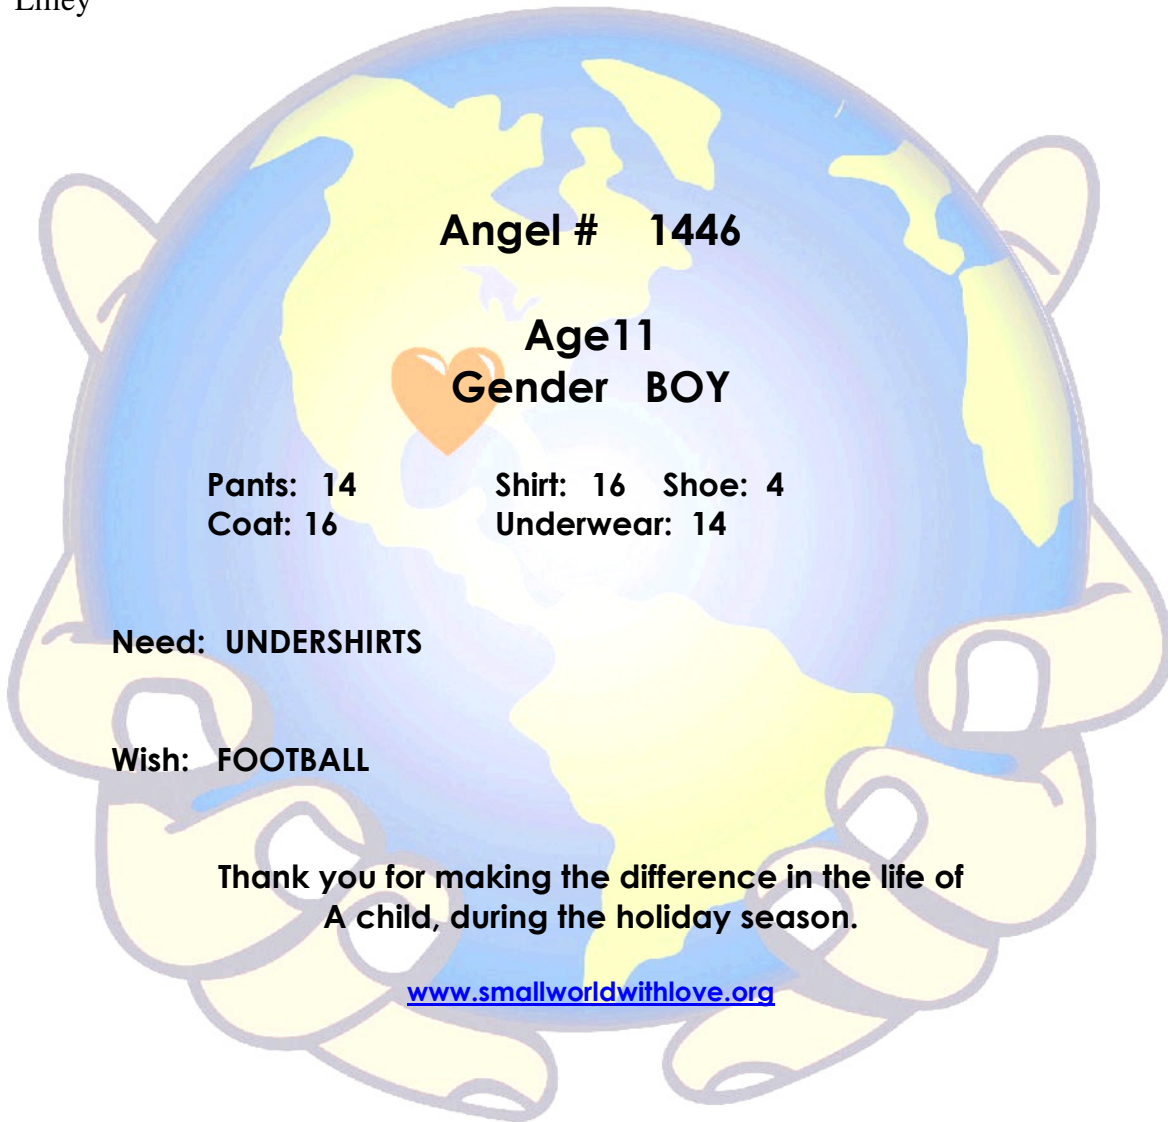 Angel # 1446
Age11
Gender BOY
Pants: 14 Shirt: 16 Shoe: 4
Coat: 16 Underwear: 14
Need: UNDERSHIRTS
Wish: FOOTBALL
Thank you for making the difference in the life of
A child, during the holiday season.
www.smallworldwithlove.org